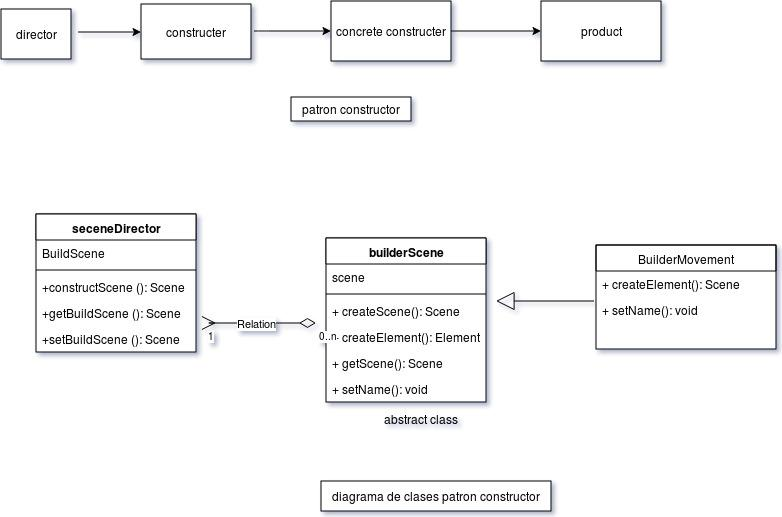 director
constructer
concrete constructer
product
patron constructor
seceneDirector
BuildScene
+constructScene (): Scene
+getBuildScene (): Scene
+setBuildScene (): Scene
1
Relation
0..n
builderScene
scene
+ createScene(): Scene
createElement(): Element
+ getScene(): Scene
+ setName(): void
abstract class
BuilderMovement
+ createElement(): Scene
+ setName(): void
diagrama de clases patron constructor